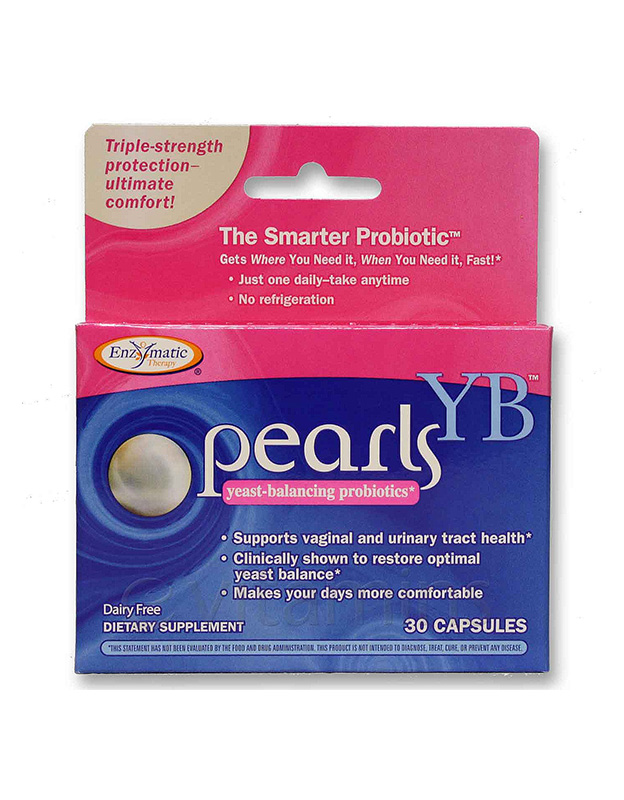 Triple-strength
protection–
ultimate
comfort!
The Smarter Probiotic™
Gets Where You Need it, When You Need it, Fast!*
• Just one daily–take anytime
• No refrigeration
Enzymatic
Therapy
®
YB™
pearls
yeast-balancing probiotics*
• Supports vaginal and urinary tract health*
• Clinically shown to restore optimal
yeast balance*
• Makes your days more comfortable
Dairy Free
DIETARY SUPPLEMENT
30 CAPSULES
*THIS STATEMENT HAS NOT BEEN EVALUATED BY THE FOOD AND DRUG ADMINISTRATION. THIS PRODUCT IS NOT INTENDED TO DIAGNOSE, TREAT, CURE, OR PREVENT ANY DISEASE.